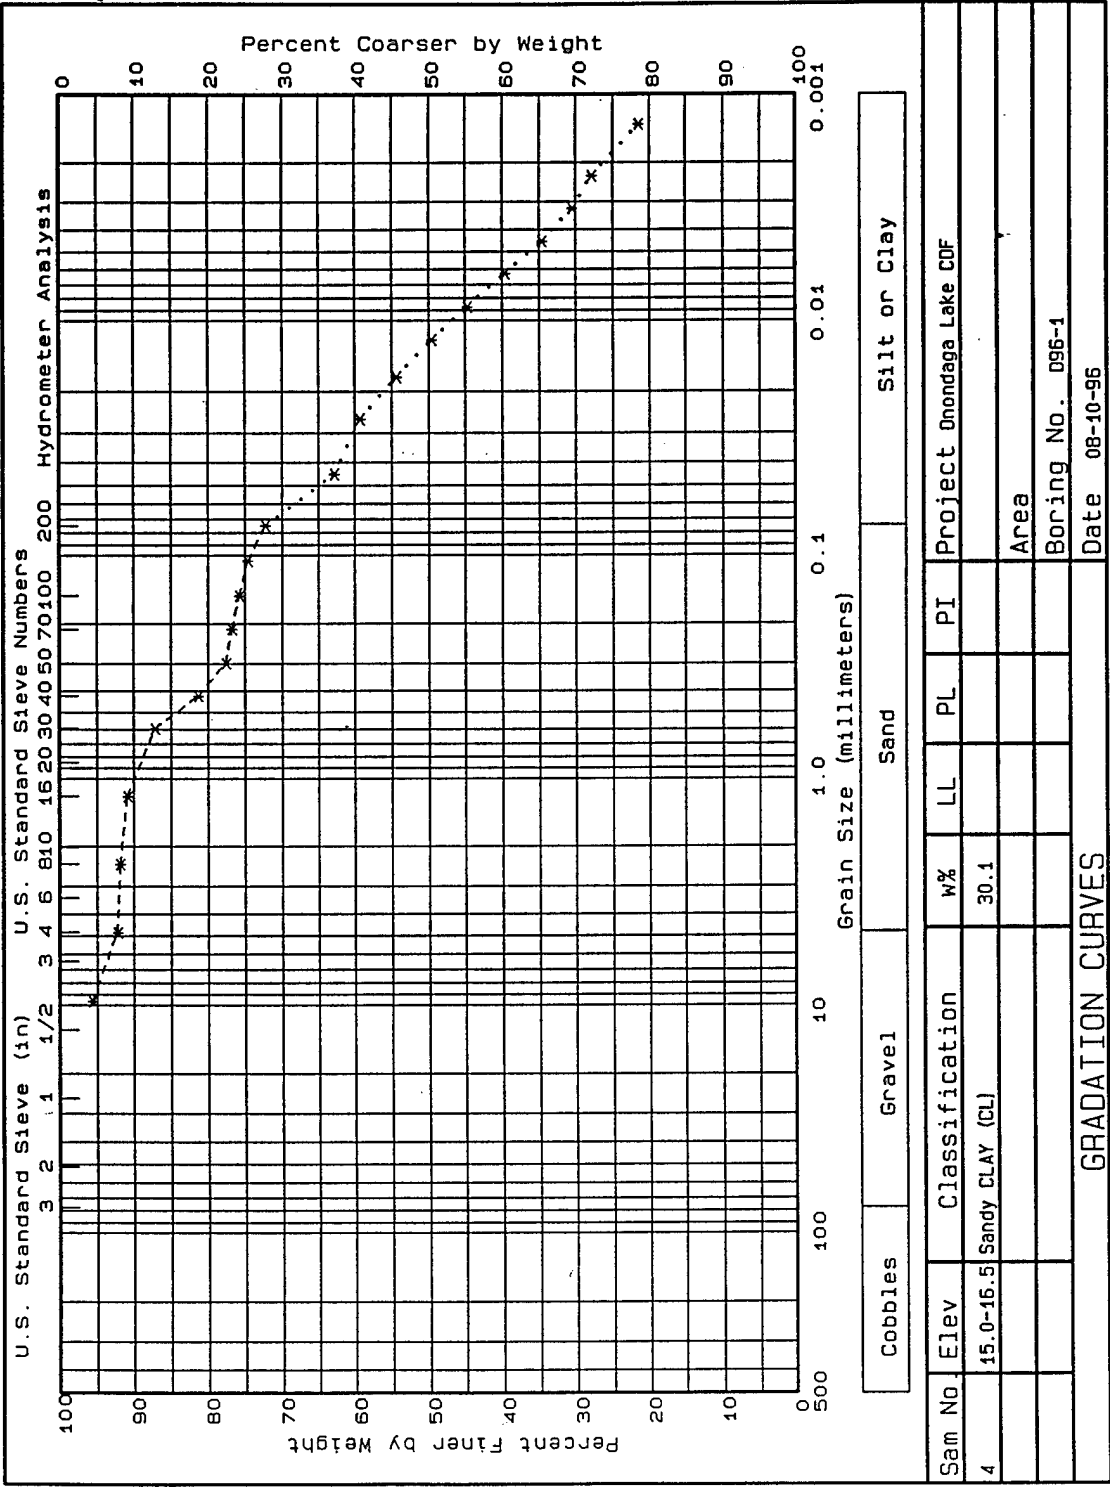 U.S. Standard Sieve (in)
U.S. Standard Sieve Numbers
Hydrometer Analysis
3 2 1 1/2 3 4 6 810 16 20 30 40 50 70100 200
Percent Finer by Weight
100
90
80
70
60
50
40
30
20
10
0
Percent Coarser by Weight
0
10
20
30
40
50
60
70
80
90
100
500 100 10 1.0 0.1 0.01 0.001
Grain Size (millimeters)
Cobbles Gravel Sand Silt or Clay
Sam No. Elev Classification W% LL PL PI Project Onondaga Lake CDF
4 15.0-16.5 Sandy CLAY (CL) 30.1
Area
Boring No. D96-1
GRADATION CURVES Date 08-10-96